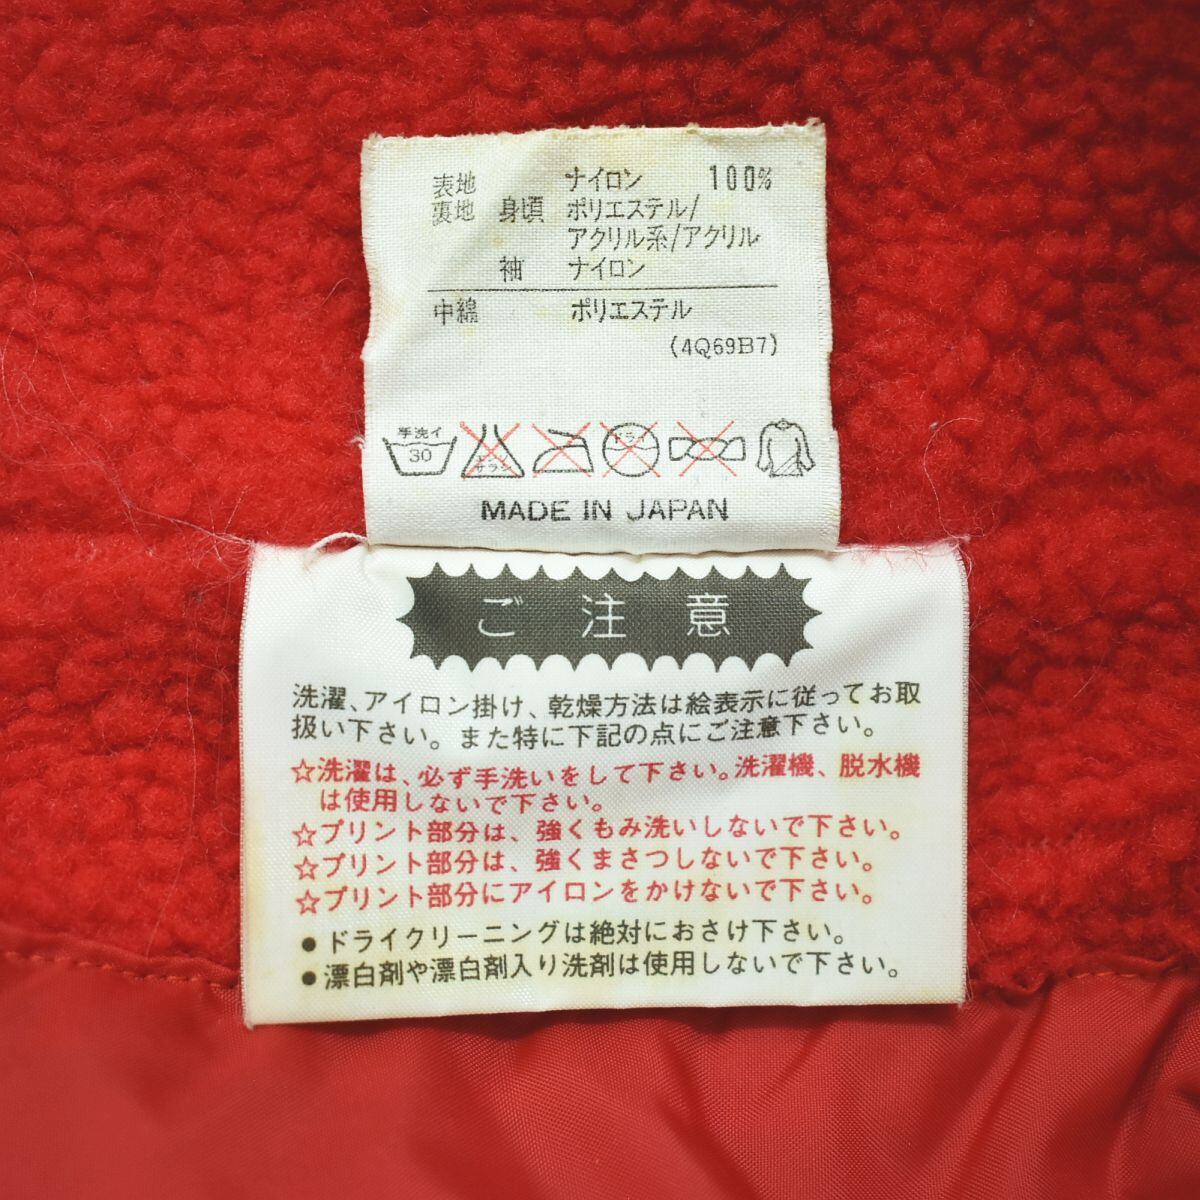 表地 ナイロン 100%
裏地 身頃 ポリエステル/
アクリル系/アクリル
袖 ナイロン
中綿 ポリエステル
(4Q69B7)
手洗イ
30
エンソ
サラシ
ドライ
MADE IN JAPAN
ご注意
洗濯、アイロン掛け、乾燥方法は絵表示に従ってお取
扱い下さい。また特に下記の点にご注意下さい。
☆洗濯は、必ず手洗いをして下さい。洗濯機、脱水機
は使用しないで下さい。
☆プリント部分は、強くもみ洗いしないで下さい。
☆プリント部分は、強くまさつしないで下さい。
☆プリント部分にアイロンをかけないで下さい。
●ドライクリーニングは絶対におさけ下さい。
●漂白剤や漂白剤入り洗剤は使用しないで下さい。